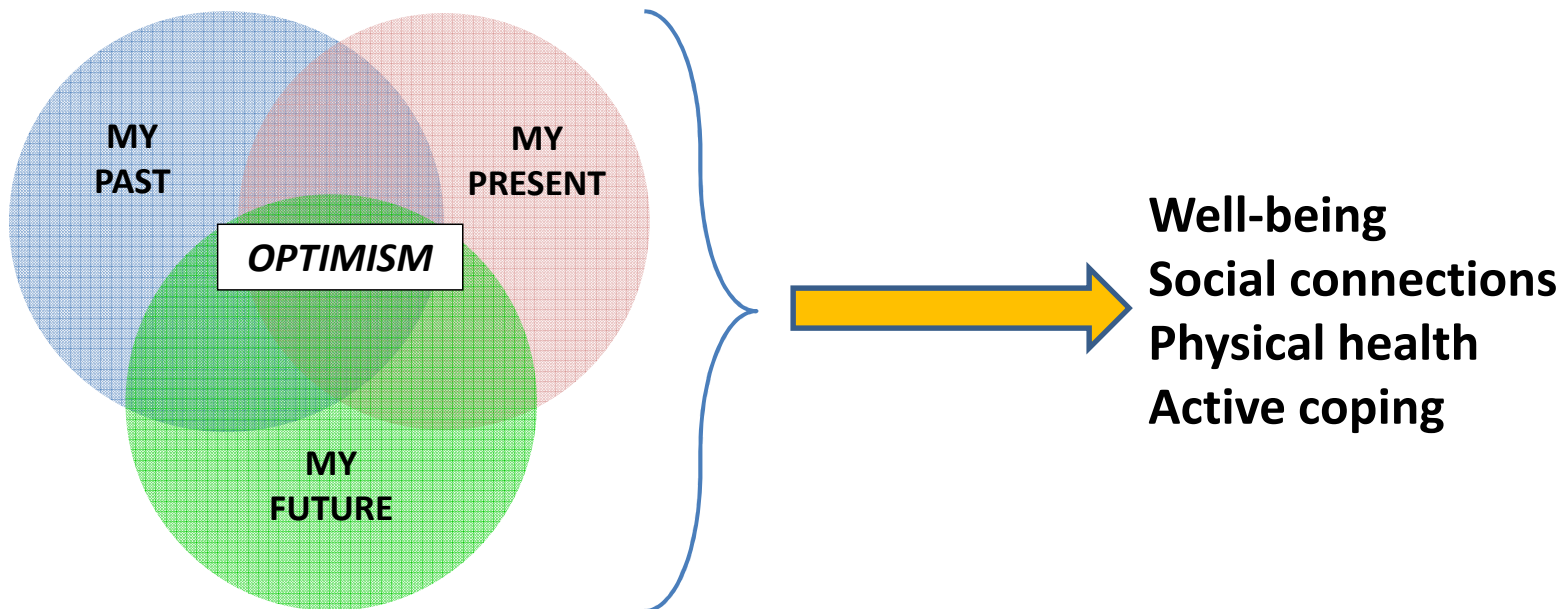 MY
PAST
MY
PRESENT
OPTIMISM
MY
FUTURE
Well-being
Social connections
Physical health
Active coping